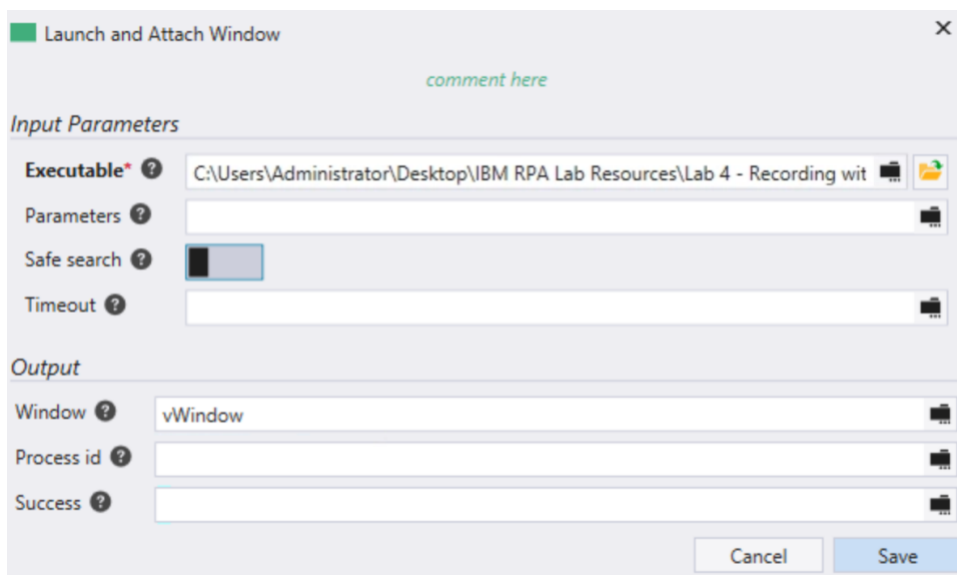 Launch and Attach Window
comment here
Input Parameters
Executable* C:\Users\Administrator\Desktop\IBM RPA Lab Resources\Lab 4 - Recording wit
Parameters
Safe search
Timeout
Output
Window vWindow
Process id
Success
Cancel Save